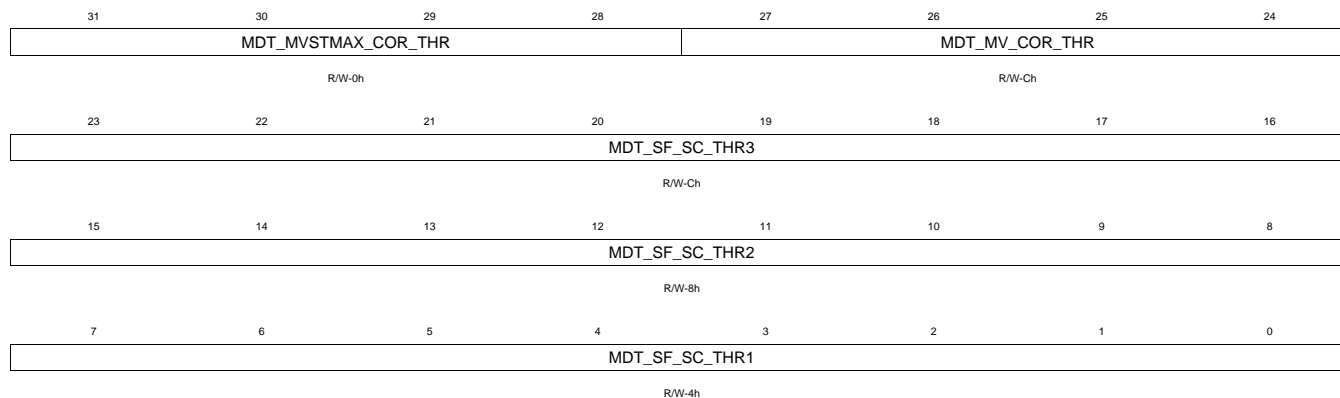 31 30 29 28 27 26 25 24
MDT_MVSTMAX_COR_THR MDT_MV_COR_THR
R/W-0h R/W-Ch
23 22 21 20 19 18 17 16
MDT_SF_SC_THR3
R/W-Ch
15 14 13 12 11 10 9 8
MDT_SF_SC_THR2
R/W-8h
7 6 5 4 3 2 1 0
MDT_SF_SC_THR1
R/W-4h